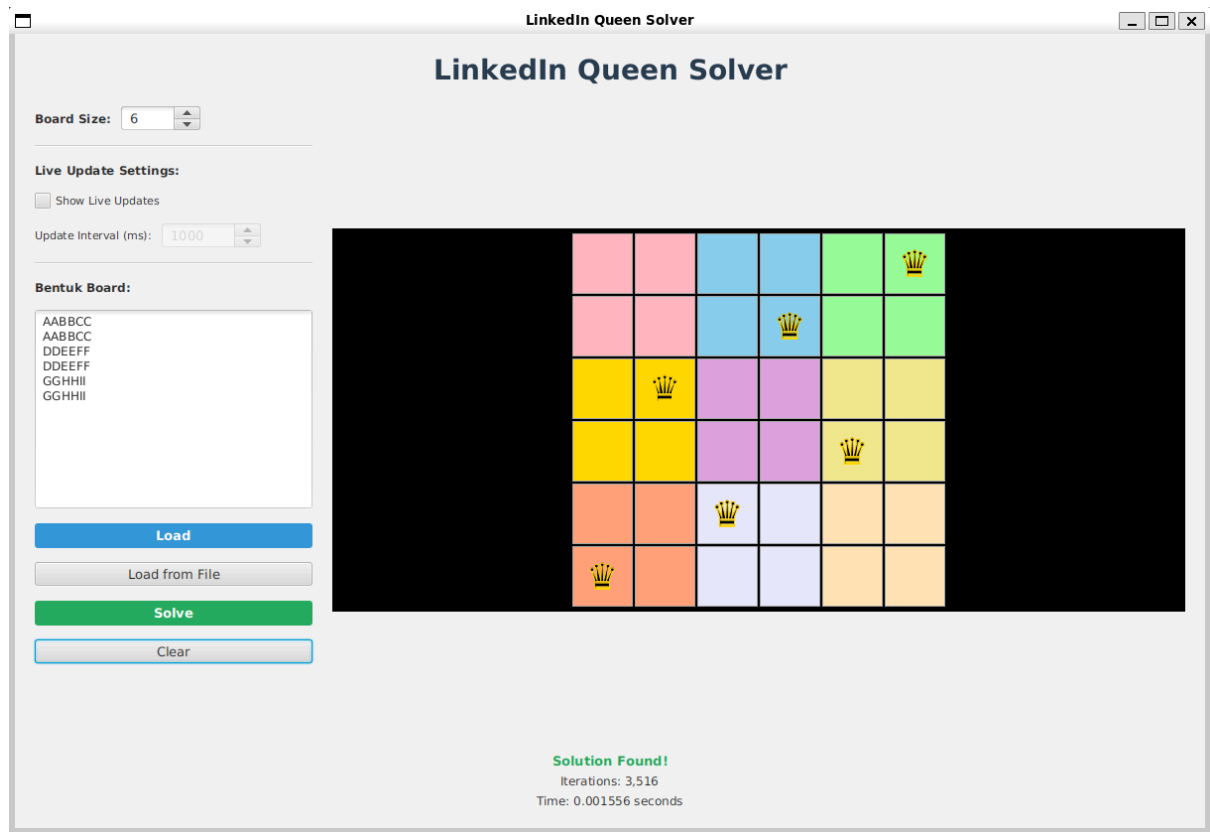 LinkedIn Queen Solver
LinkedIn Queen Solver
Board Size: 6
Live Update Settings:
Show Live Updates
Update Interval (ms): 1000
Bentuk Board:
AABBCC
AABBCC
DDEEFF
DDEEFF
GGHHII
GGHHII
Load
Load from File
Solve
Clear
Solution Found!
Iterations: 3,516
Time: 0.001556 seconds